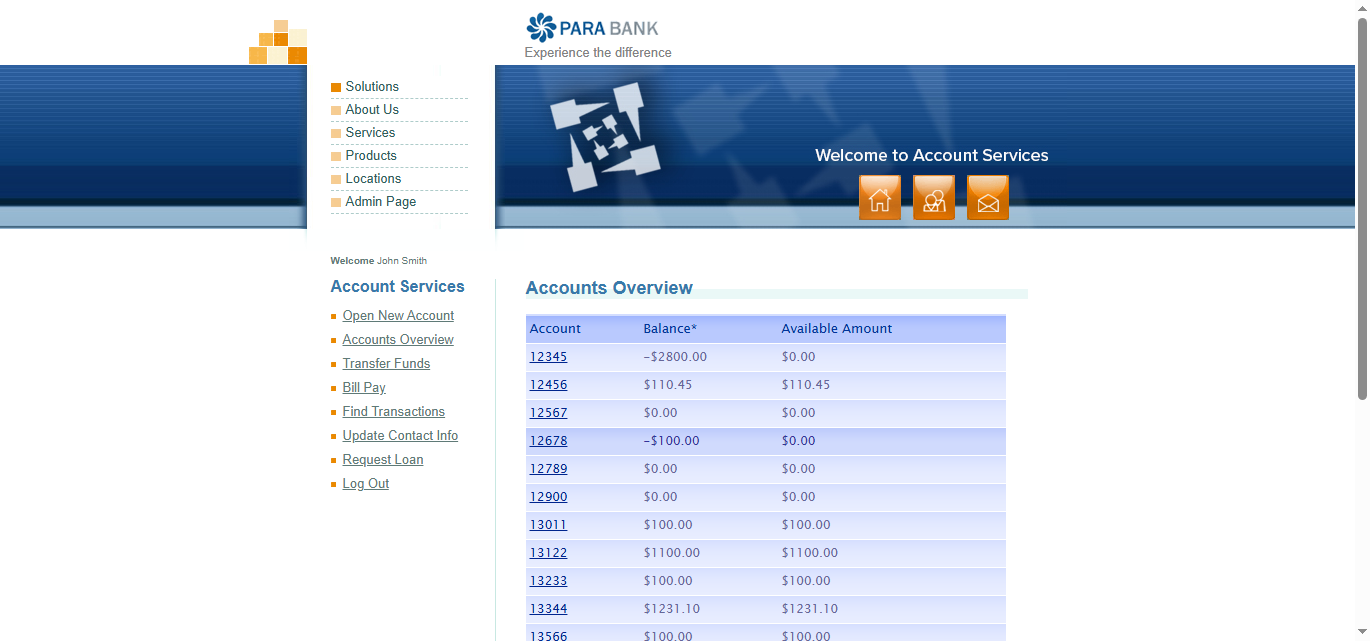 PARA BANK
Experience the difference
Solutions
About Us
Services
Products
Locations
Admin Page
Welcome to Account Services
Welcome John Smith
Account Services
Open New Account
Accounts Overview
Transfer Funds
Bill Pay
Find Transactions
Update Contact Info
Request Loan
Log Out
Accounts Overview
Account Balance* Available Amount
12345 -$2800.00 $0.00
12456 $110.45 $110.45
12567 $0.00 $0.00
12678 -$100.00 $0.00
12789 $0.00 $0.00
12900 $0.00 $0.00
13011 $100.00 $100.00
13122 $1100.00 $1100.00
13233 $100.00 $100.00
13344 $1231.10 $1231.10
13566 $100.00 $100.00